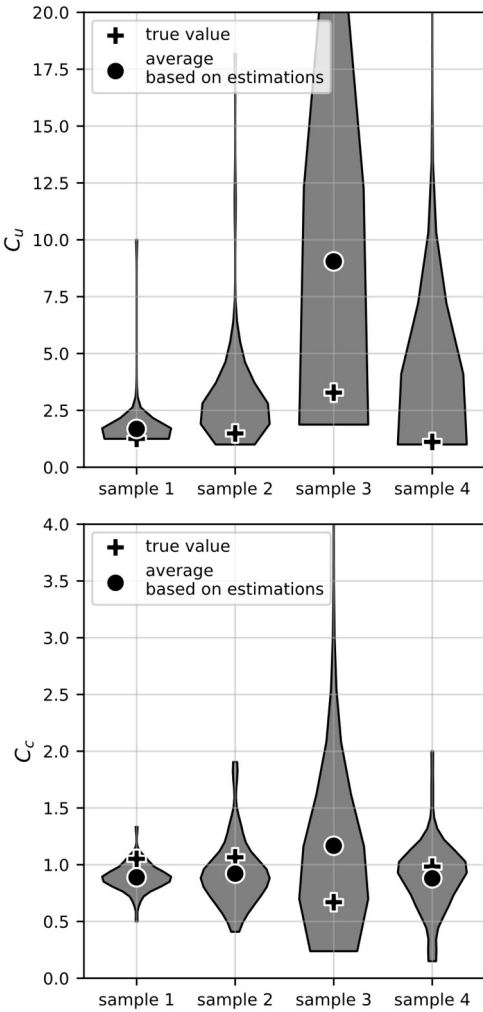 20.0
17.5
15.0
12.5
10.0
7.5
5.0
2.5
0.0
C_u
true value
average
based on estimations
sample 1 sample 2 sample 3 sample 4
4.0
3.5
3.0
2.5
2.0
1.5
1.0
0.5
0.0
C_c
true value
average
based on estimations
sample 1 sample 2 sample 3 sample 4